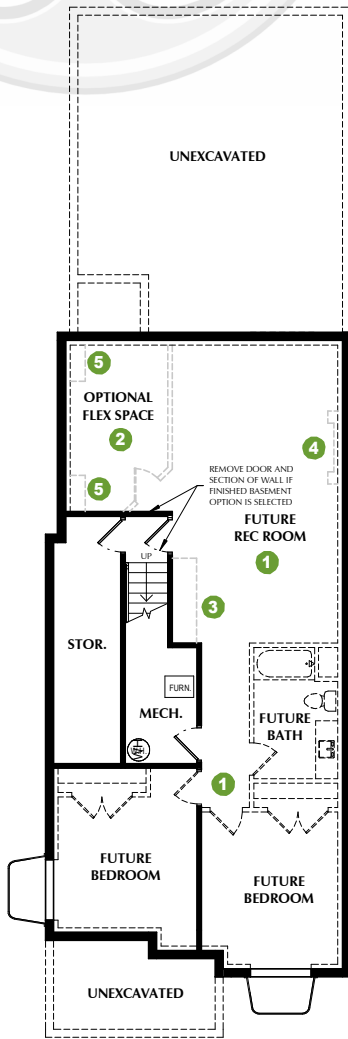 UNEXCAVATED
5
OPTIONAL
FLEX SPACE
2
4
5
REMOVE DOOR AND
SECTION OF WALL IF
FINISHED BASEMENT
OPTION IS SELECTED
FUTURE
REC ROOM
1
UP
3
STOR.
FURN.
MECH.
FUTURE
BATH
1
FUTURE
BEDROOM
FUTURE
BEDROOM
UNEXCAVATED